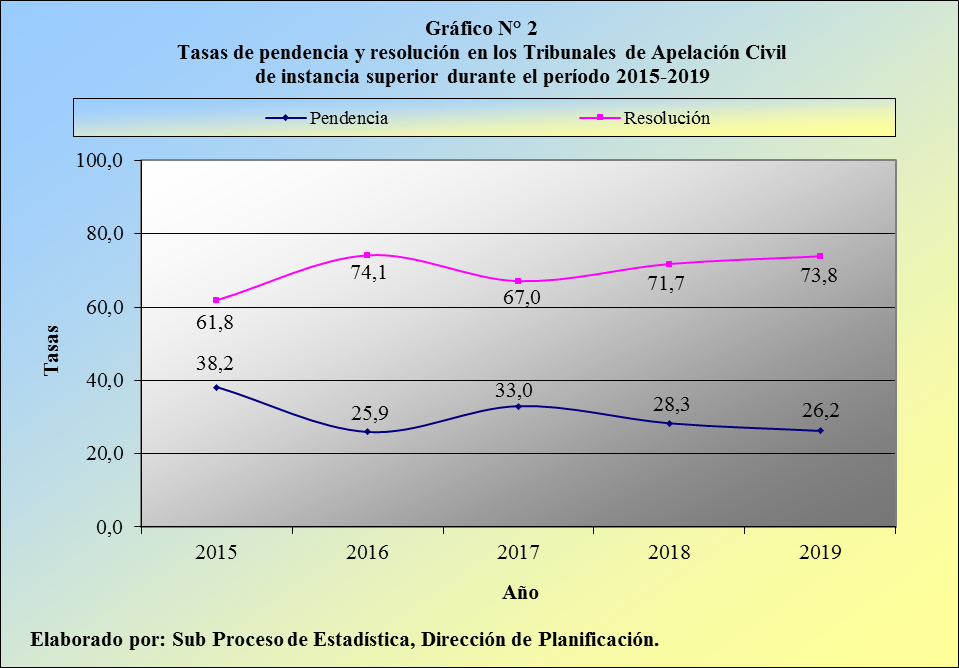 Gráfico N° 2
Tasas de pendencia y resolución en los Tribunales de Apelación Civil
de instancia superior durante el período 2015-2019
Pendencia
Resolución
100,0
80,0
60,0
40,0
20,0
0,0
Tasas
61,8
74,1
67,0
71,7
73,8
38,2
25,9
33,0
28,3
26,2
2015
2016
2017
2018
2019
Año
Elaborado por: Sub Proceso de Estadística, Dirección de Planificación.